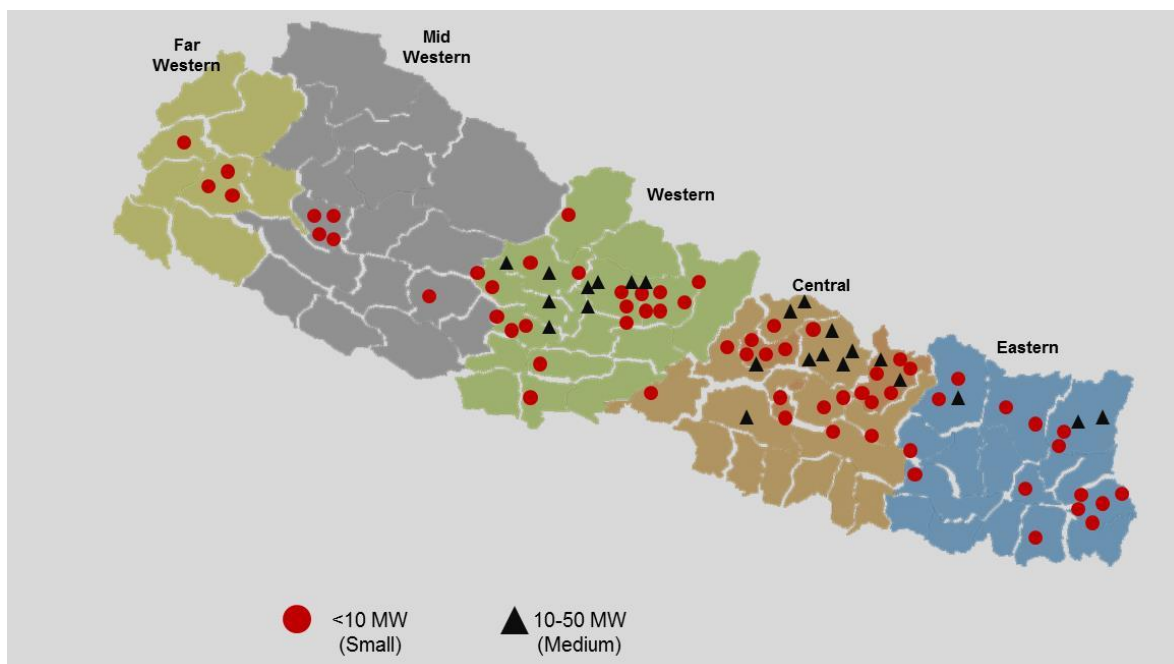 Far
Western
Mid
Western
Western
Central
Eastern
<10 MW
(Small)
10-50 MW
(Medium)